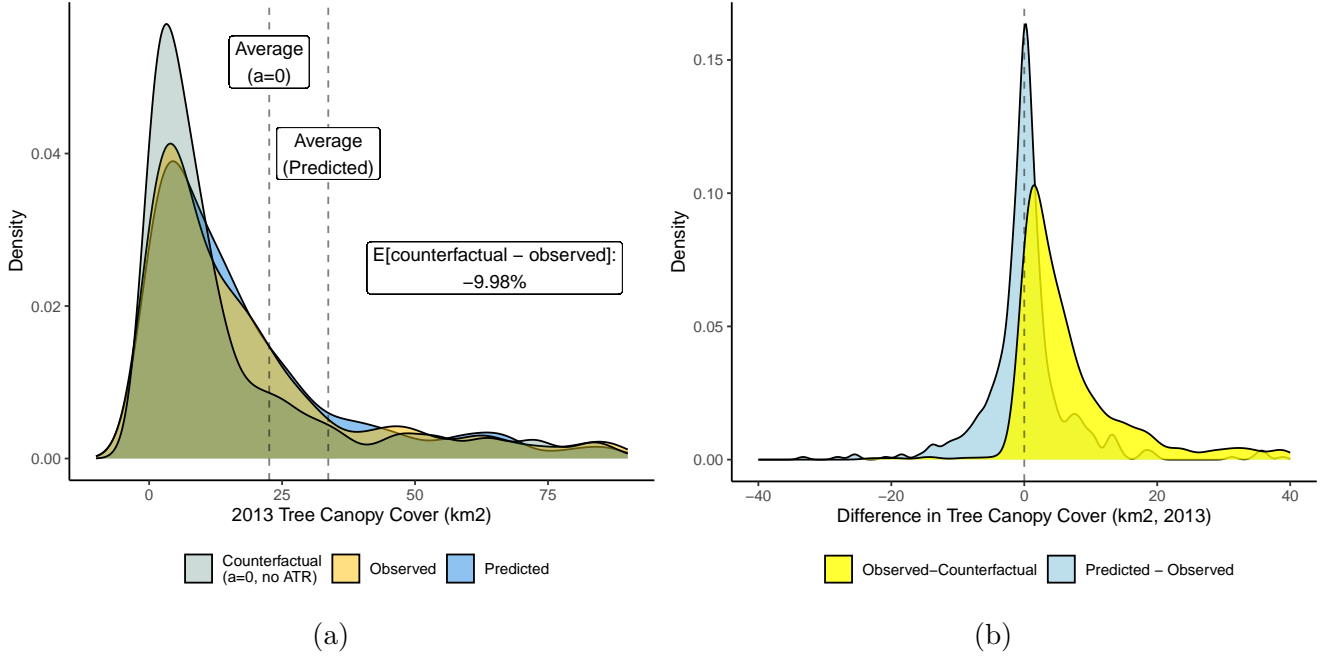 Average
(a=0)
Average
(Predicted)
E[counterfactual − observed]:
−9.98%
0.04
0.02
0.00
Density
0
25
50
75
2013 Tree Canopy Cover (km2)
Counterfactual
(a=0, no ATR)
Observed
Predicted
(a)
0.15
0.10
0.05
0.00
Density
−40
−20
0
20
40
Difference in Tree Canopy Cover (km2, 2013)
Observed−Counterfactual
Predicted − Observed
(b)